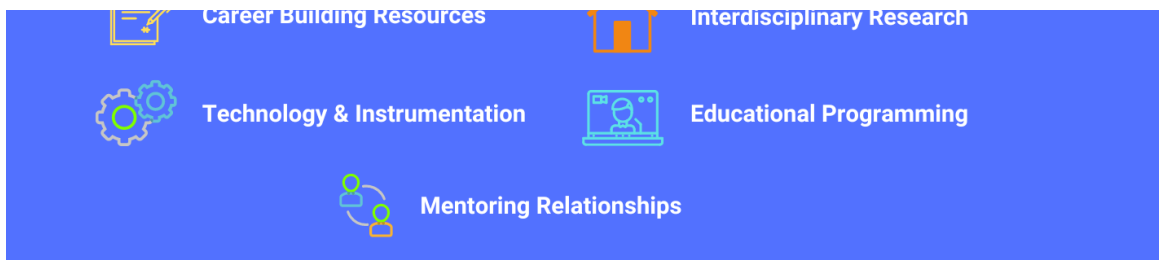 Career Building Resources
Interdisciplinary Research
Technology & Instrumentation
Educational Programming
Mentoring Relationships